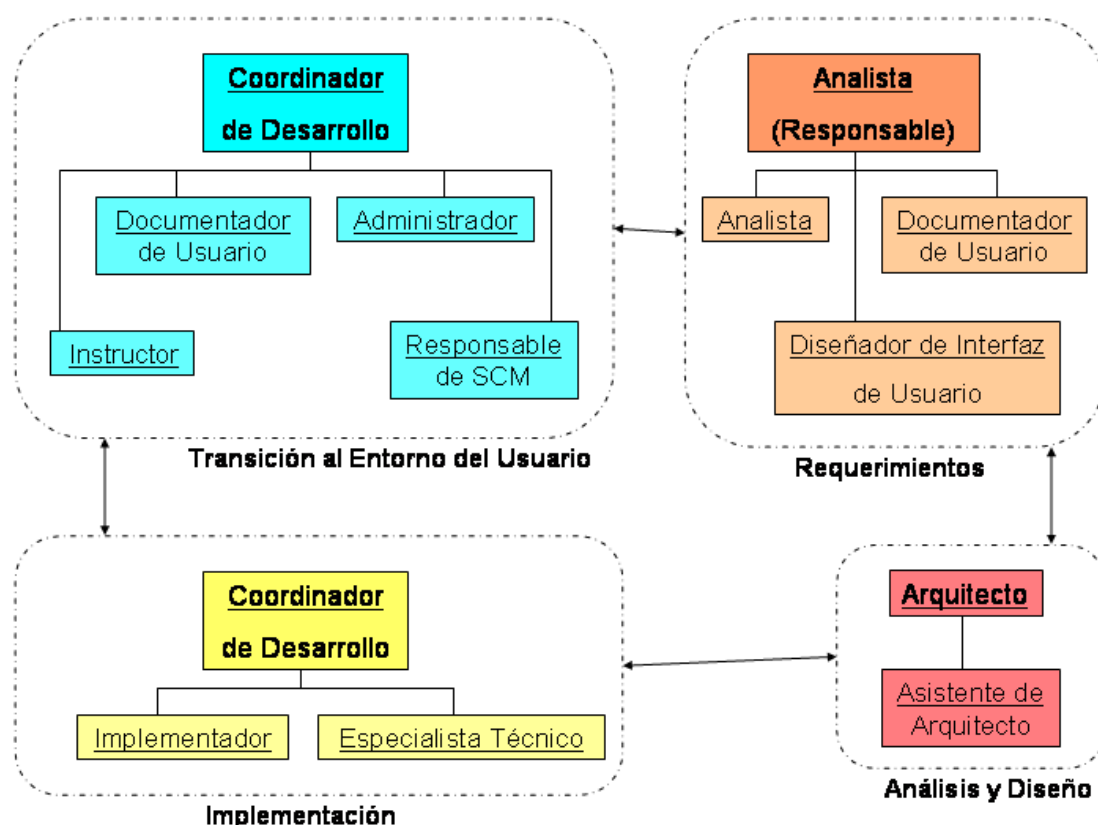 Coordinador
de Desarrollo
Documentador
de Usuario
Administrador
Instructor
Responsable
de SCM
Transición al Entorno del Usuario
Analista
(Responsable)
Analista
Documentador
de Usuario
Diseñador de Interfaz
de Usuario
Requerimientos
Coordinador
de Desarrollo
Implementador
Especialista Técnico
Implementación
Arquitecto
Asistente de
Arquitecto
Análisis y Diseño